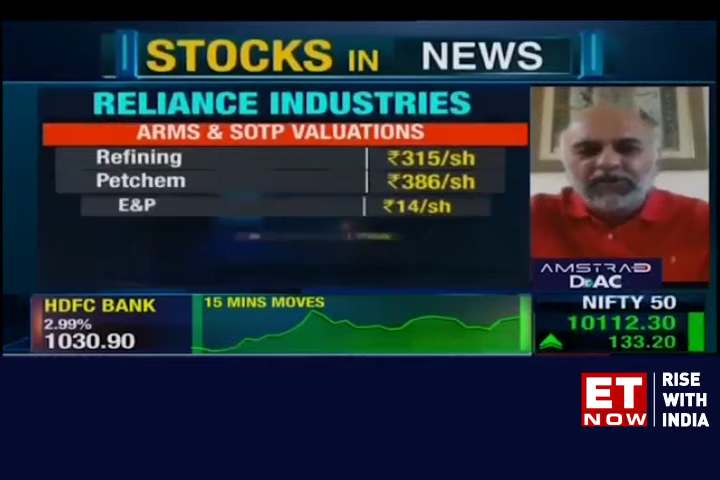 STOCKS IN NEWS
RELIANCE INDUSTRIES
ARMS & SOTP VALUATIONS
Refining ₹315/sh
Petchem ₹386/sh
E&P ₹14/sh
AMSTRAD
DrAC
HDFC BANK
2.99%
1030.90
15 MINS MOVES
NIFTY 50
10112.30
133.20
ET
NOW
RISE
WITH
INDIA